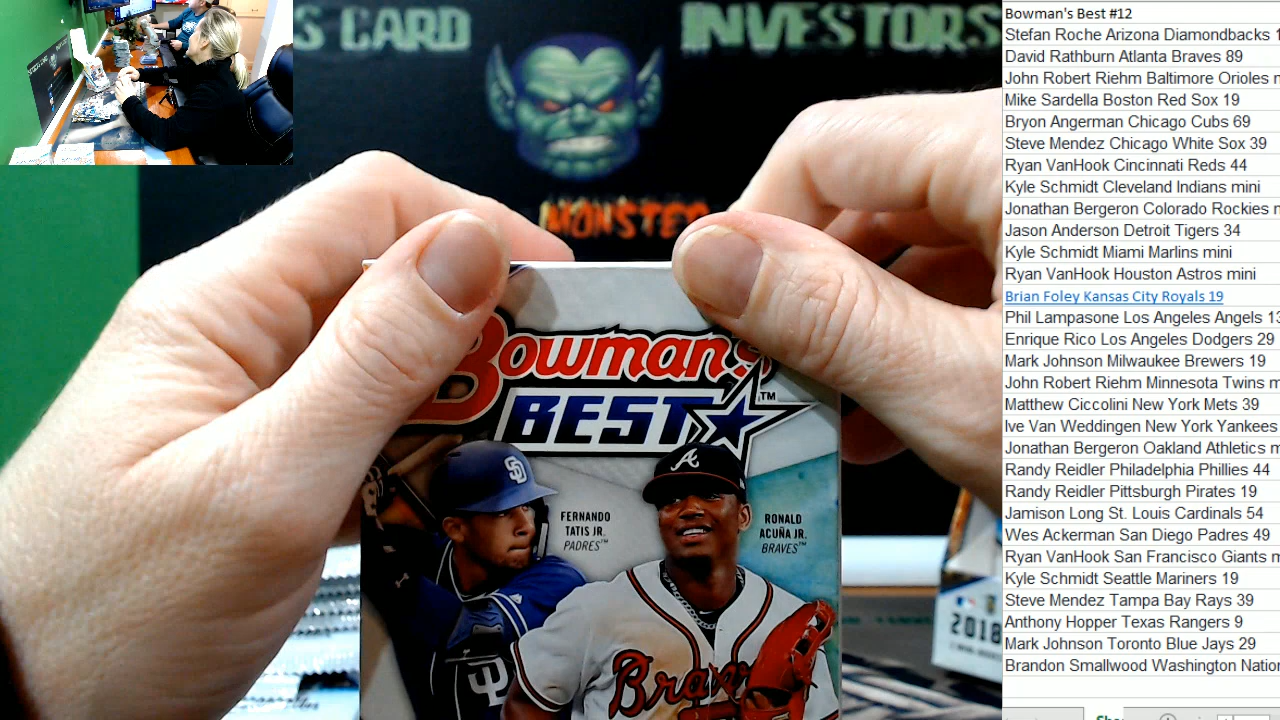 S CARD INVESTORS
MONSTER
Bowman's
BEST™
SD
A
FERNANDO
TATIS JR.
PADRES™
RONALD
ACUÑA JR.
BRAVES™
Braves
2018
Bowman's Best #12
Stefan Roche Arizona Diamondbacks 1
David Rathburn Atlanta Braves 89
John Robert Riehm Baltimore Orioles m
Mike Sardella Boston Red Sox 19
Bryon Angerman Chicago Cubs 69
Steve Mendez Chicago White Sox 39
Ryan VanHook Cincinnati Reds 44
Kyle Schmidt Cleveland Indians mini
Jonathan Bergeron Colorado Rockies m
Jason Anderson Detroit Tigers 34
Kyle Schmidt Miami Marlins mini
Ryan VanHook Houston Astros mini
Brian Foley Kansas City Royals 19
Phil Lampasone Los Angeles Angels 13
Enrique Rico Los Angeles Dodgers 29
Mark Johnson Milwaukee Brewers 19
John Robert Riehm Minnesota Twins m
Matthew Ciccolini New York Mets 39
Ive Van Weddingen New York Yankees
Jonathan Bergeron Oakland Athletics m
Randy Reidler Philadelphia Phillies 44
Randy Reidler Pittsburgh Pirates 19
Jamison Long St. Louis Cardinals 54
Wes Ackerman San Diego Padres 49
Ryan VanHook San Francisco Giants m
Kyle Schmidt Seattle Mariners 19
Steve Mendez Tampa Bay Rays 39
Anthony Hopper Texas Rangers 9
Mark Johnson Toronto Blue Jays 29
Brandon Smallwood Washington Nation